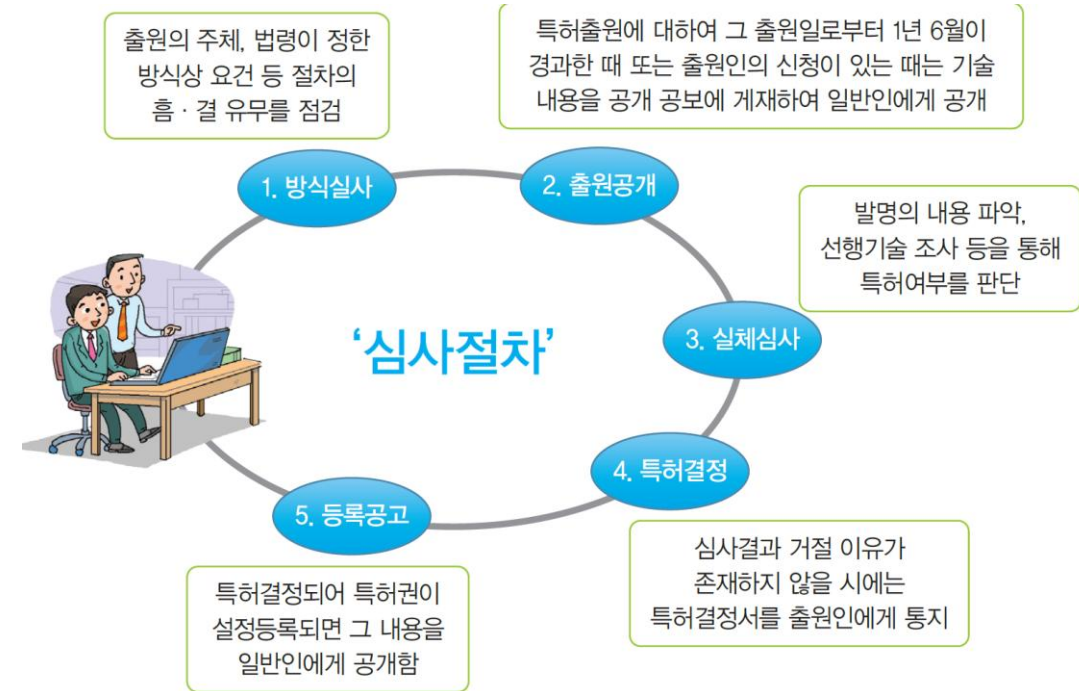 출원의 주체, 법령이 정한
방식상 요건 등 절차의
흠 · 결 유무를 점검
특허출원에 대하여 그 출원일로부터 1년 6월이
경과한 때 또는 출원인의 신청이 있는 때는 기술
내용을 공개 공보에 게재하여 일반인에게 공개
1. 방식실사
2. 출원공개
발명의 내용 파악,
선행기술 조사 등을 통해
특허여부를 판단
‘심사절차’
3. 실체심사
4. 특허결정
5. 등록공고
심사결과 거절 이유가
존재하지 않을 시에는
특허결정서를 출원인에게 통지
특허결정되어 특허권이
설정등록되면 그 내용을
일반인에게 공개함